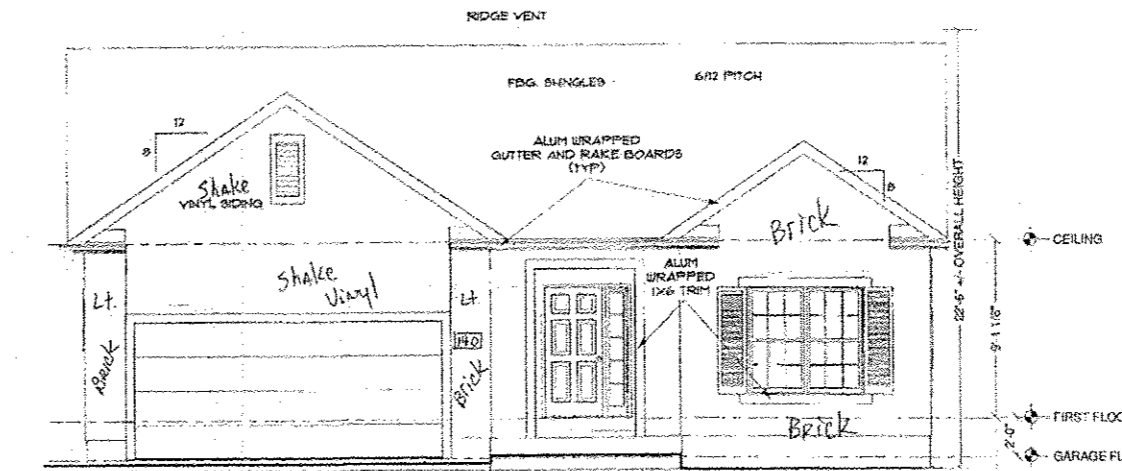 RIDGE VENT
FBG. SHINGLES
6/12 PITCH
12
8
ALUM WRAPPED
GUTTER AND RAKE BOARDS
(TYP)
12
8
Shake
VINYL SIDING
Brick
22'-6" +/- OVERALL HEIGHT
CEILING
Shake
Vinyl
ALUM
WRAPPED
1X6 TRIM
Lt.
Lt.
140
9'-1 1/8"
Brick
Brick
Brick
FIRST FLOO
2'-0"
GARAGE FL